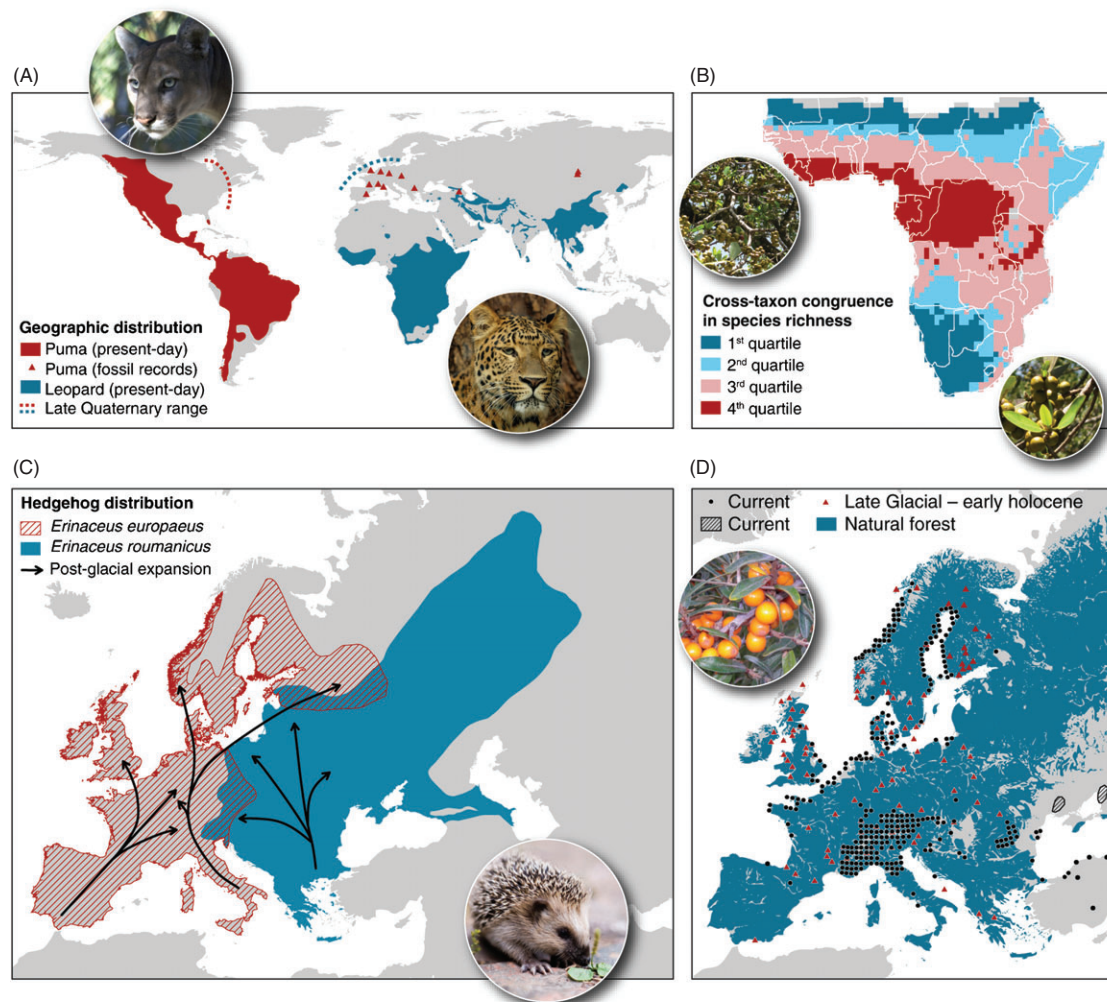 (A)
Geographic distribution
Puma (present-day)
Puma (fossil records)
Leopard (present-day)
Late Quaternary range
(B)
Cross-taxon congruence
in species richness
1st quartile
2nd quartile
3rd quartile
4th quartile
(C)
Hedgehog distribution
Erinaceus europaeus
Erinaceus roumanicus
Post-glacial expansion
(D)
Current Late Glacial – early holocene
Current Natural forest